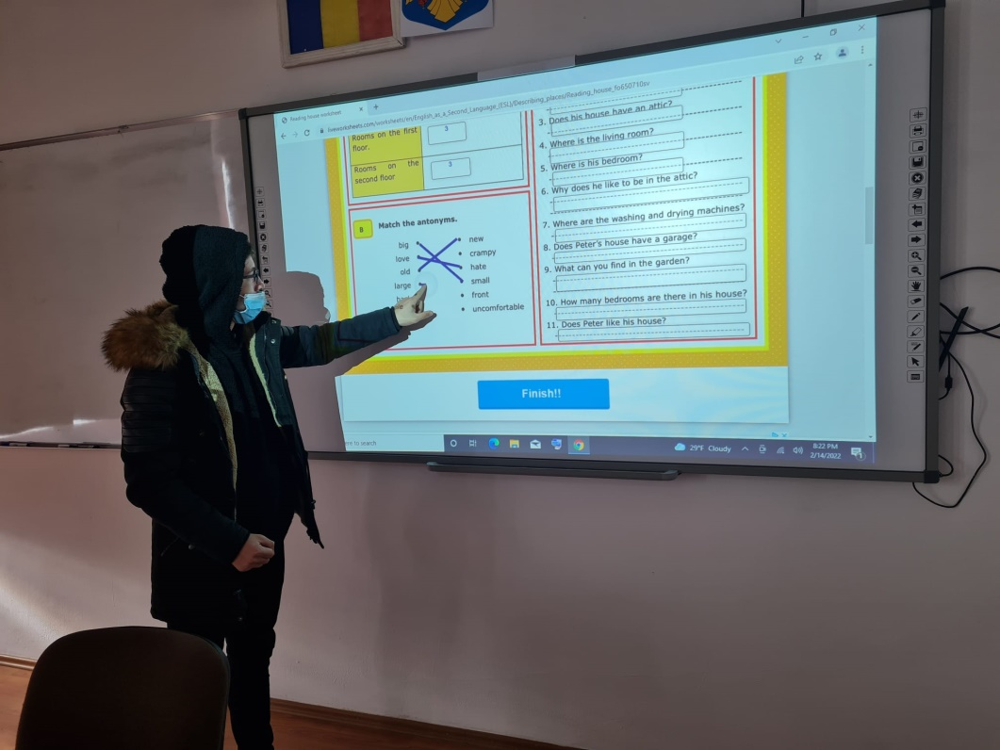 Reading house worksheet
liveworksheets.com/worksheets/en/English_as_a_Second_Language_(ESL)/Describing_places/Reading_house_fo650710sv
Rooms on the first
floor.
3
Rooms on the
second floor
3
B
Match the antonyms.
big
love
old
large
new
crampy
hate
small
front
uncomfortable
3. Does his house have an attic?
4. Where is the living room?
5. Where is his bedroom?
6. Why does he like to be in the attic?
7. Where are the washing and drying machines?
8. Does Peter's house have a garage?
9. What can you find in the garden?
10. How many bedrooms are there in his house?
11. Does Peter like his house?
Finish!!
ere to search
29°F Cloudy
8:22 PM
2/14/2022